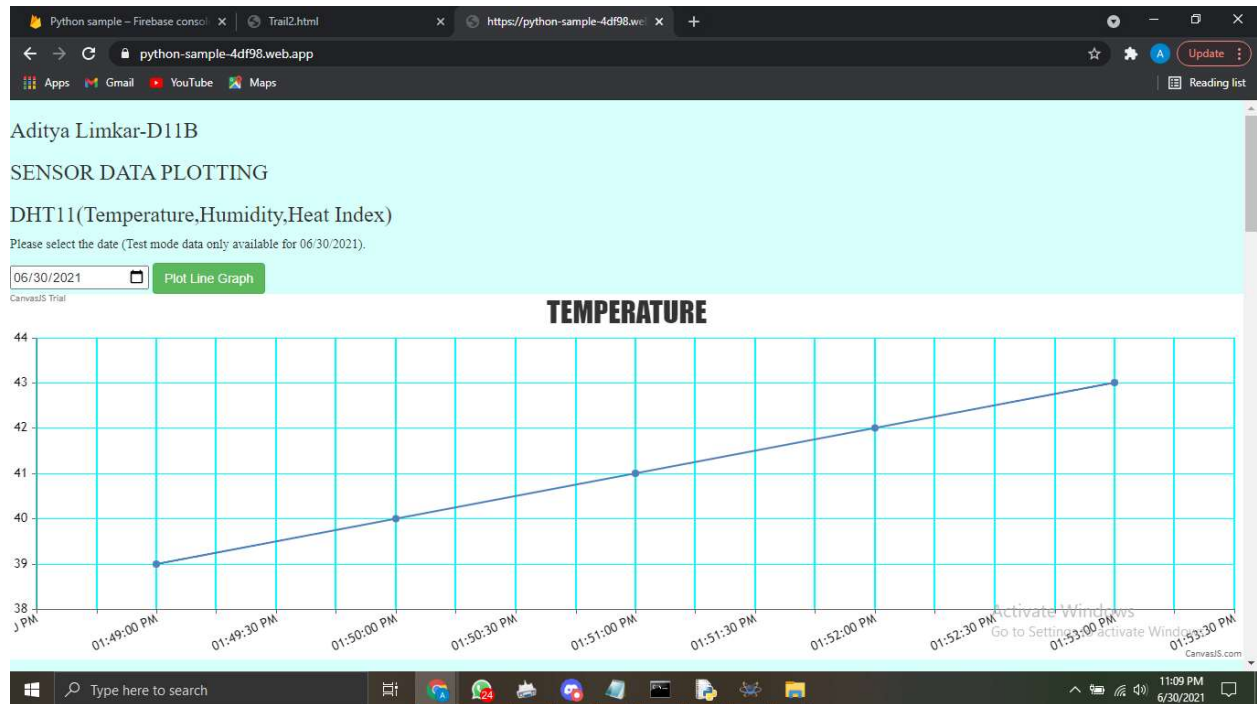 Python sample – Firebase consol
Trail2.html
https://python-sample-4df98.we
python-sample-4df98.web.app
A
Update
Apps
Gmail
YouTube
Maps
Reading list
Aditya Limkar-D11B
SENSOR DATA PLOTTING
DHT11(Temperature,Humidity,Heat Index)
Please select the date (Test mode data only available for 06/30/2021).
06/30/2021
Plot Line Graph
CanvasJS Trial
TEMPERATURE
44
43
42
41
40
39
38
PM
01:49:00 PM
01:49:30 PM
01:50:00 PM
01:50:30 PM
01:51:00 PM
01:51:30 PM
01:52:00 PM
01:52:30 PM
01:53:00 PM
01:53:30 PM
Activate Windows
Go to Settings to activate Windows.
CanvasJS.com
Type here to search
24
11:09 PM
6/30/2021